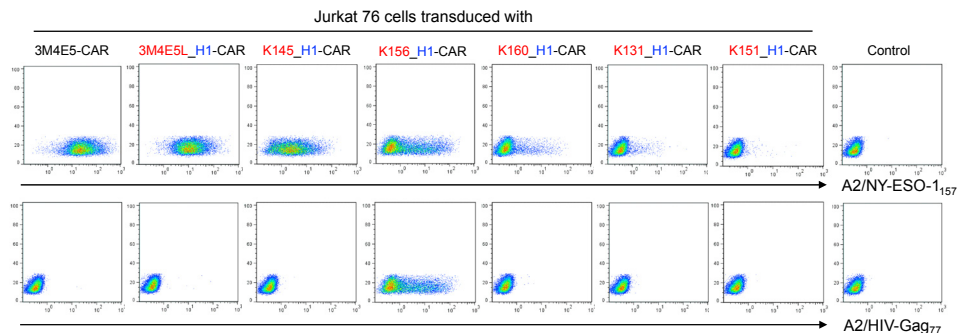 Jurkat 76 cells transduced with
3M4E5-CAR 3M4E5L_H1-CAR K145_H1-CAR K156_H1-CAR K160_H1-CAR K131_H1-CAR K151_H1-CAR Control
A2/NY-ESO-1157
A2/HIV-Gag77